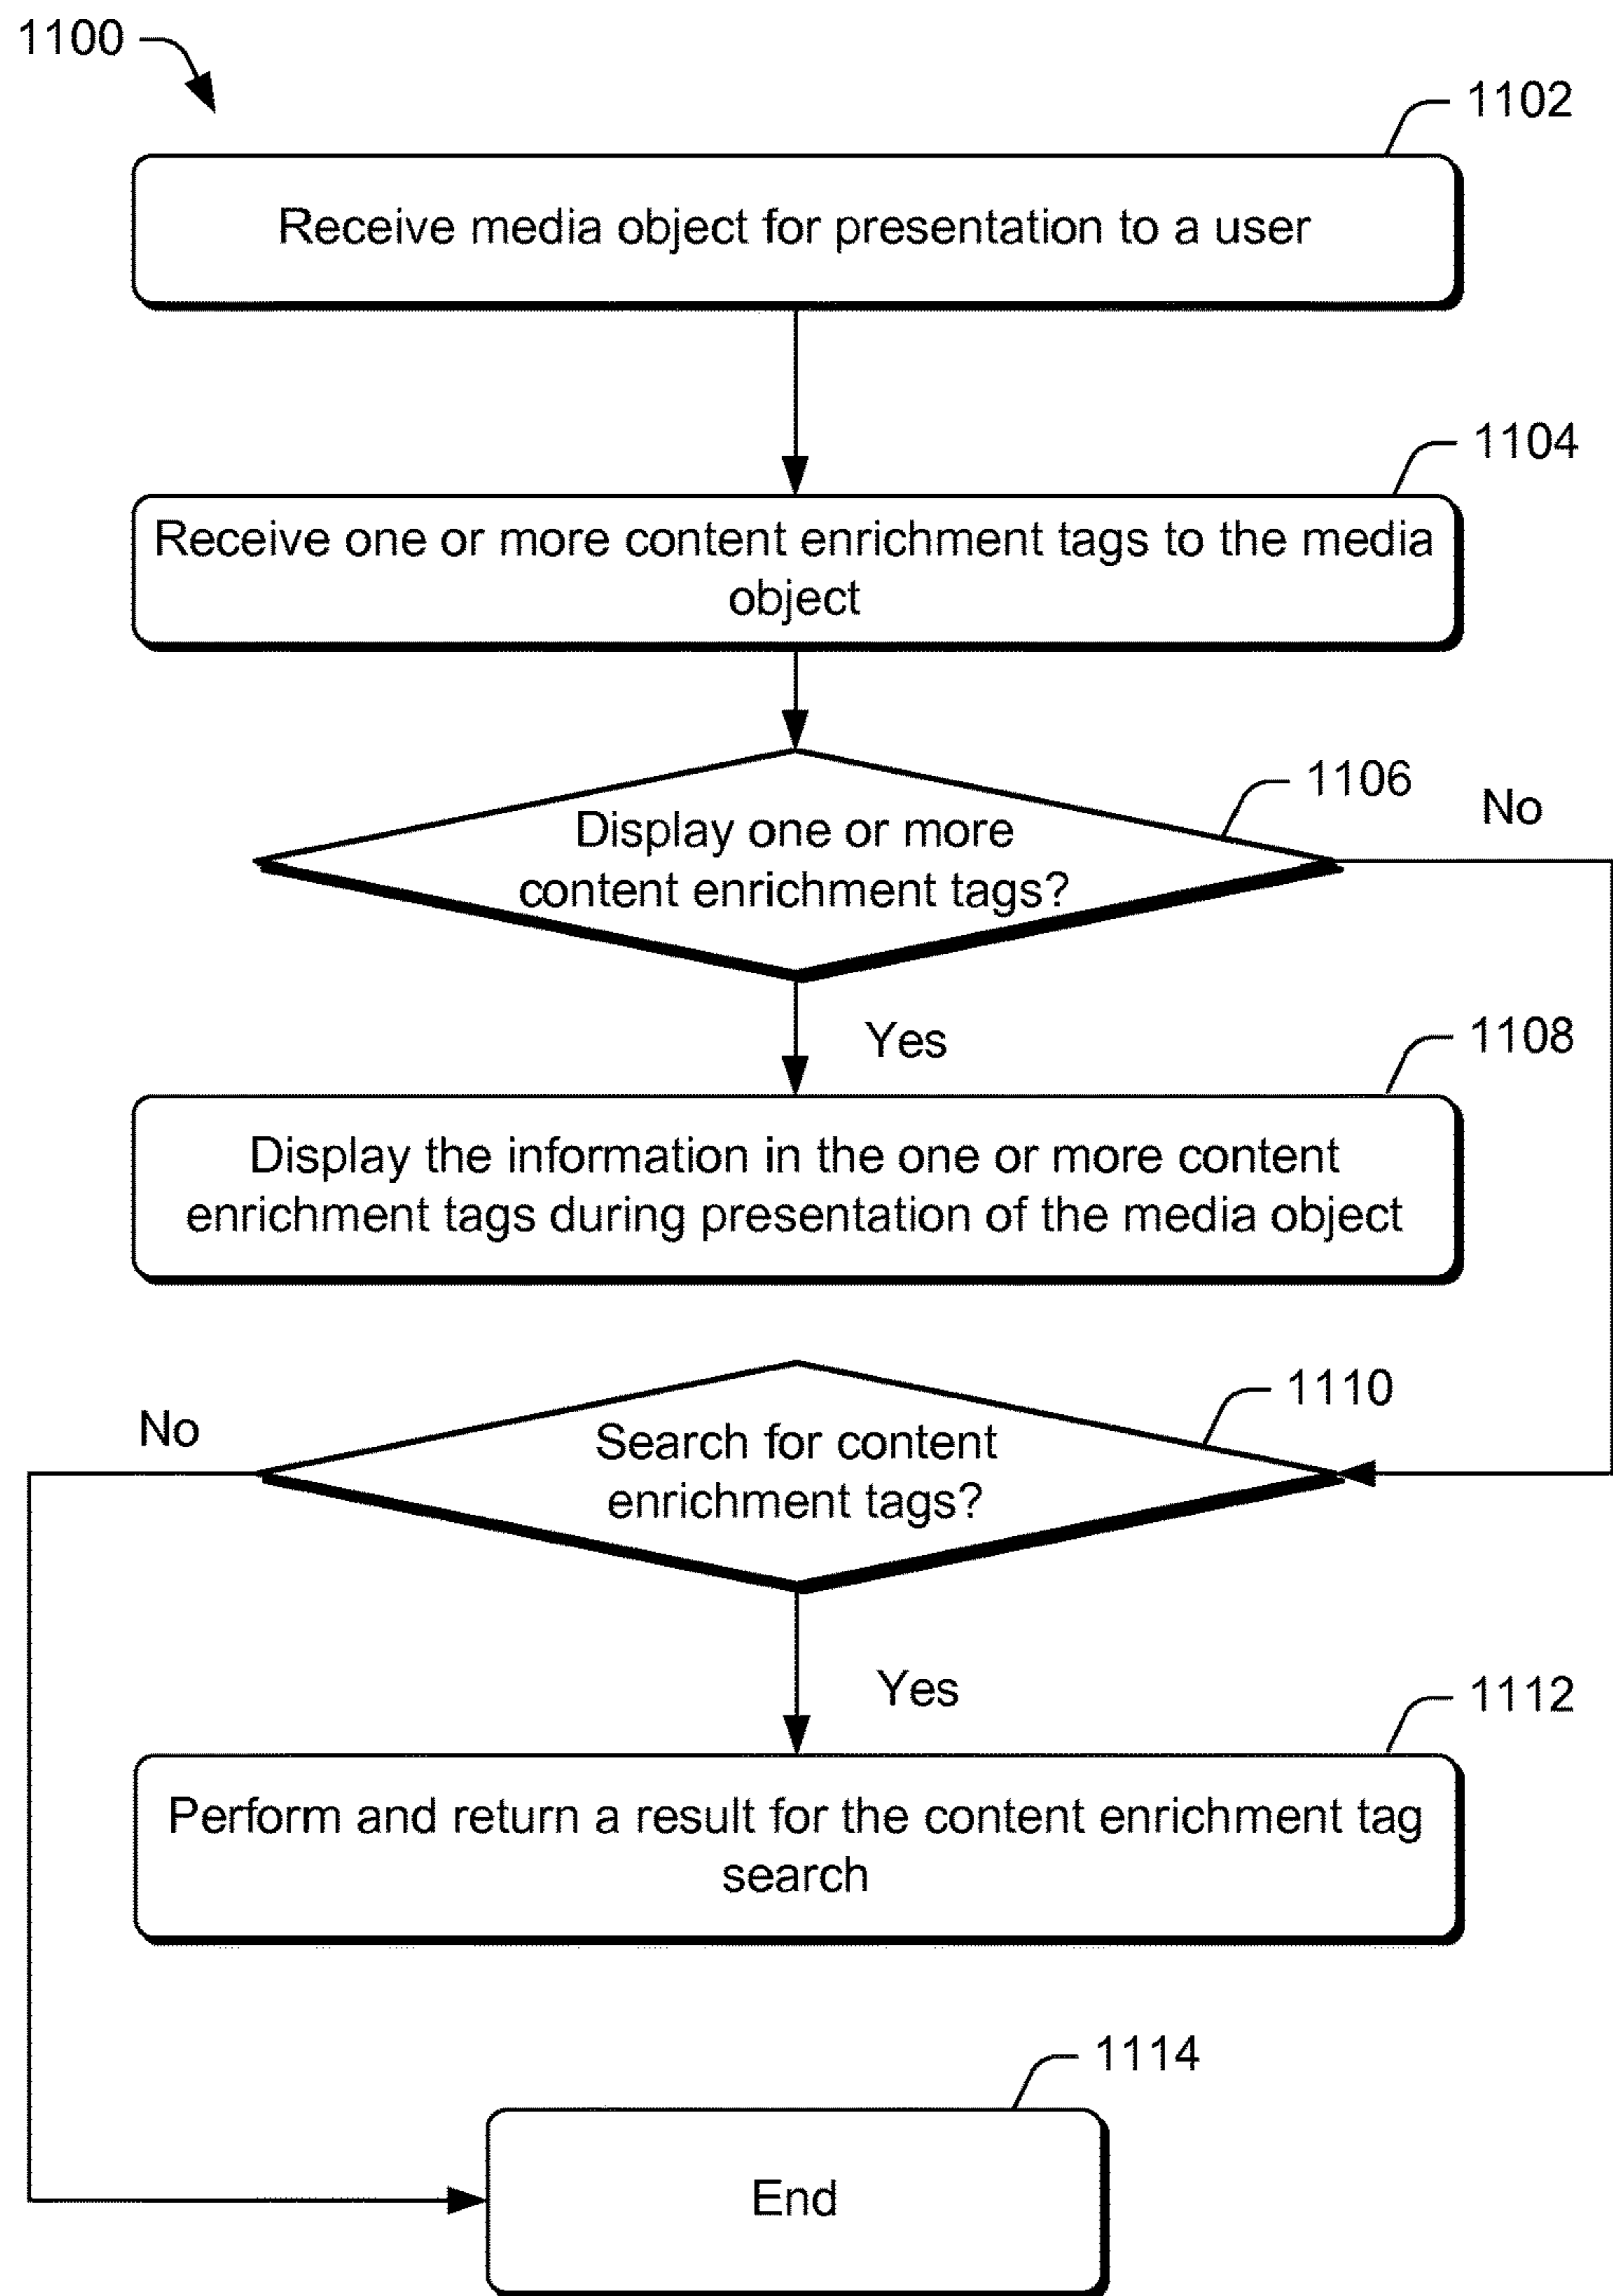 1100
1102
Receive media object for presentation to a user
1104
Receive one or more content enrichment tags to the media
object
1106
No
Display one or more
content enrichment tags?
Yes
1108
Display the information in the one or more content
enrichment tags during presentation of the media object
1110
No
Search for content
enrichment tags?
Yes
1112
Perform and return a result for the content enrichment tag
search
1114
End